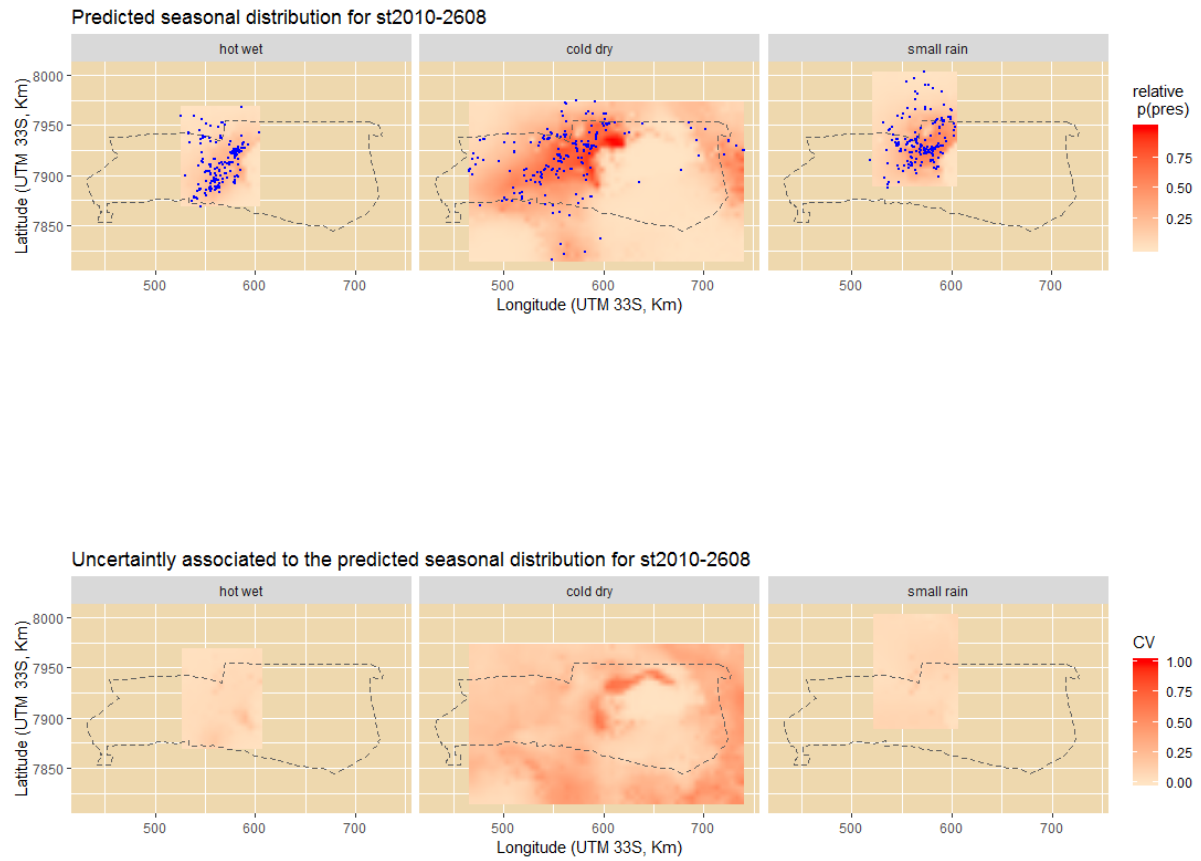 Predicted seasonal distribution for st2010-2608
hot wet
cold dry
small rain
8000
7950
7900
7850
Latitude (UTM 33S, Km)
500
600
700
500
600
700
500
600
700
Longitude (UTM 33S, Km)
relative
p(pres)
0.75
0.50
0.25
Uncertaintly associated to the predicted seasonal distribution for st2010-2608
hot wet
cold dry
small rain
8000
7950
7900
7850
Latitude (UTM 33S, Km)
500
600
700
500
600
700
500
600
700
Longitude (UTM 33S, Km)
CV
1.00
0.75
0.50
0.25
0.00